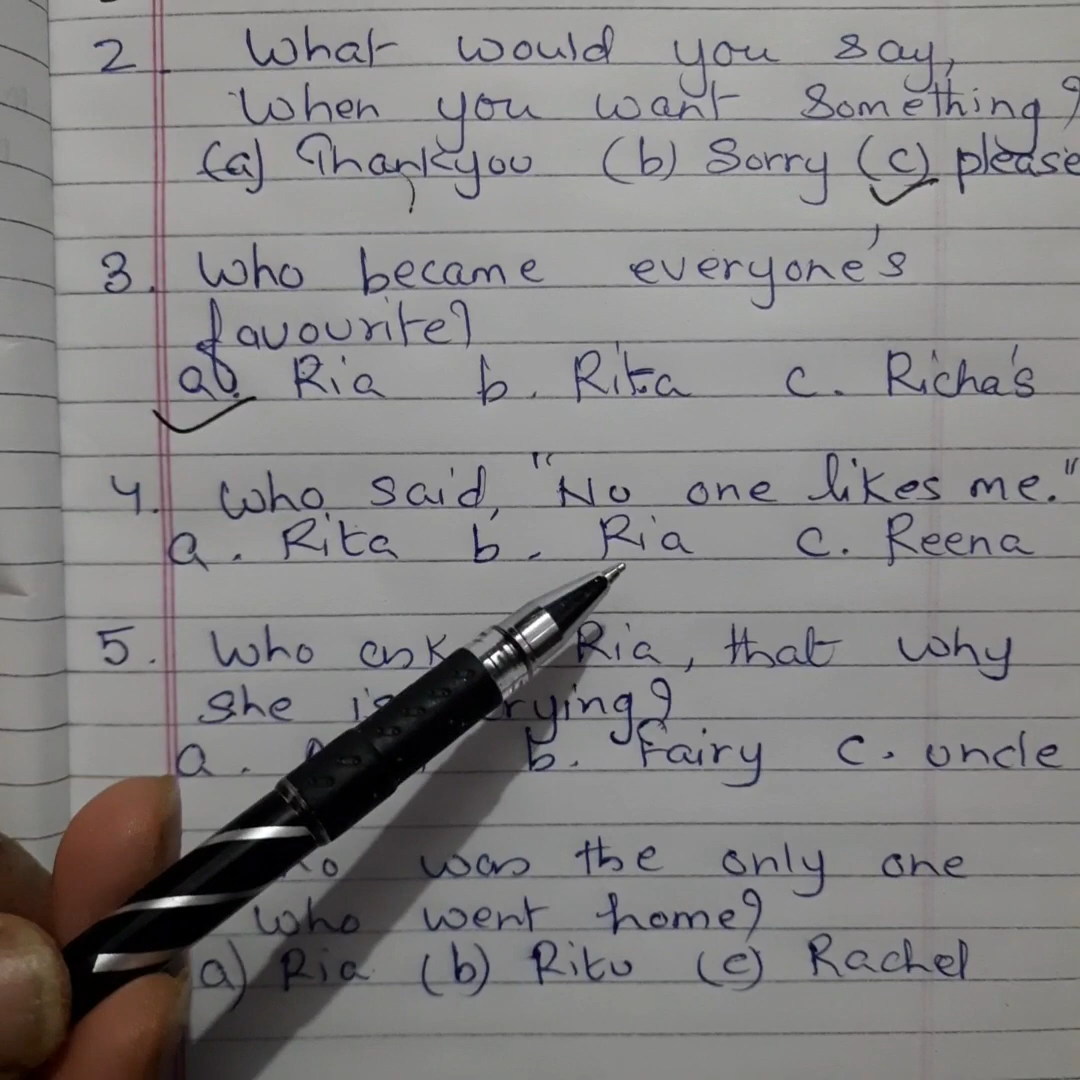 2. What would you say,
when you want something?
(a) Thankyou (b) Sorry (c) please
3. Who became everyone's
favourite?
a. Ria b. Rita c. Richa's
4. Who said, "No one likes me."
a. Rita b. Ria c. Reena
5. Who ask Ria, that why
she is crying?
a. b. Fairy c. uncle
was the only one
who went home?
a) Ria (b) Ritu (c) Rachel